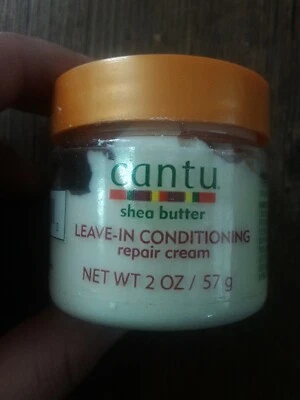 cantu
shea butter
LEAVE-IN CONDITIONING
repair cream
NET WT 2 OZ / 57 g